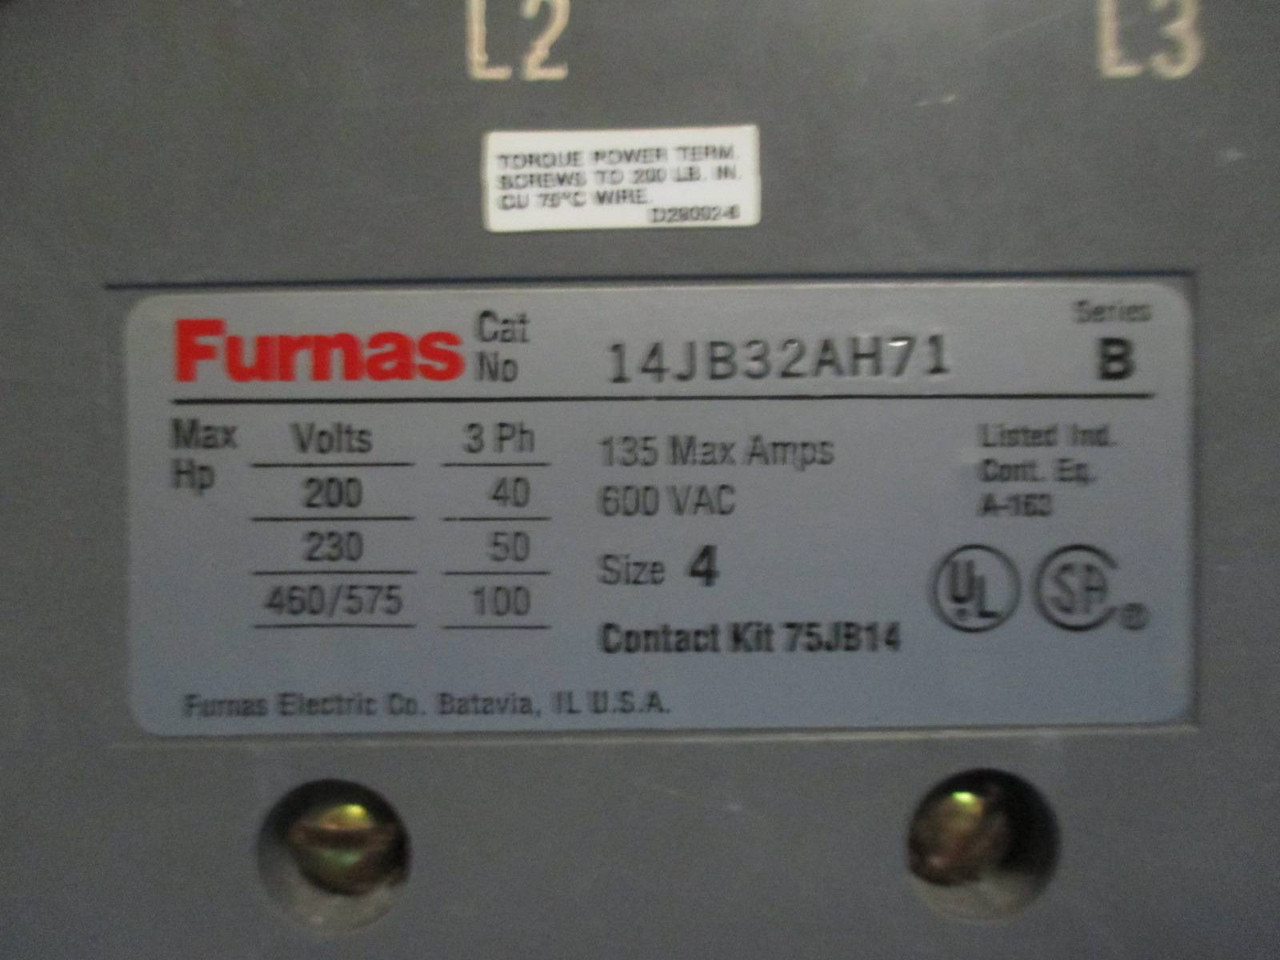 L2 L3
TORQUE POWER TERM.
SCREWS TO 200 LB. IN.
CU 75°C WIRE.
Furnas Cat No 14JB32AH71 Series B
Max Hp Volts 3 Ph
200 40
230 50
460/575 100
135 Max Amps
600 VAC
Size 4
Contact Kit 75JB14
Listed Ind.
Cont. Eq.
A-163
UL SA ®
Furnas Electric Co. Batavia, IL U.S.A.